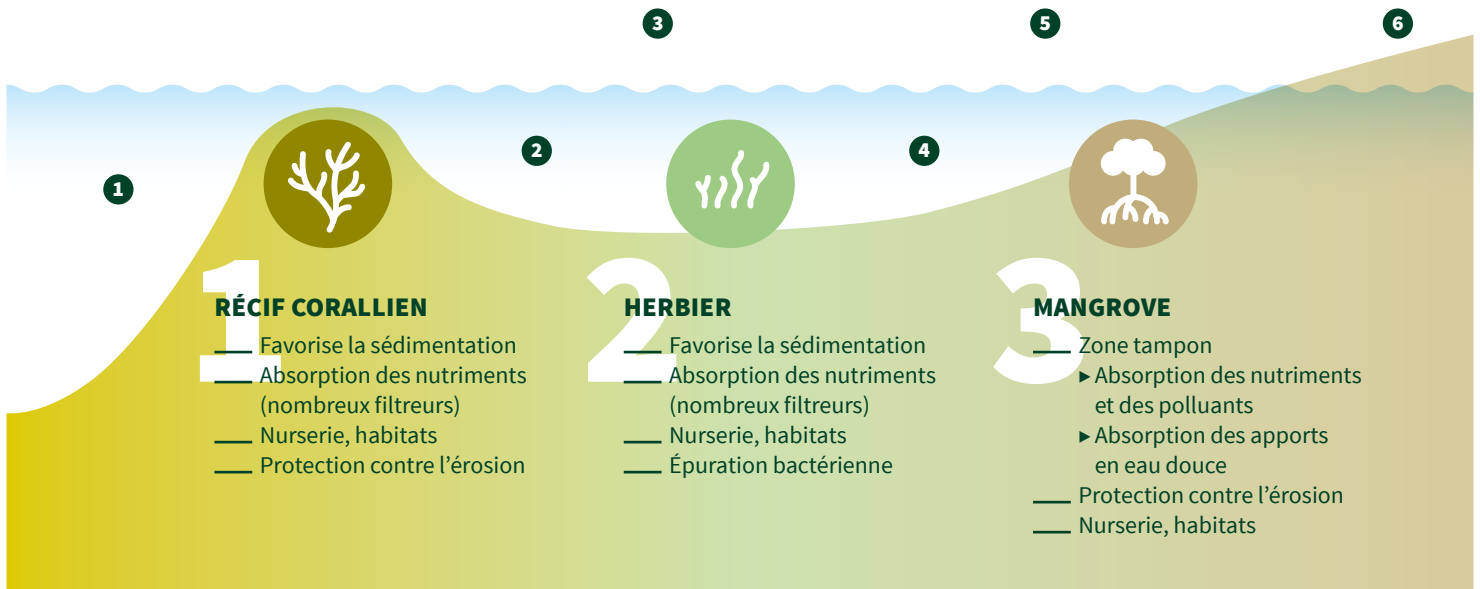 3
5
6
1
2
4
1
RÉCIF CORALLIEN
Favorise la sédimentation
Absorption des nutriments
(nombreux filtreurs)
Nurserie, habitats
Protection contre l’érosion
2
HERBIER
Favorise la sédimentation
Absorption des nutriments
(nombreux filtreurs)
Nurserie, habitats
Épuration bactérienne
3
MANGROVE
Zone tampon
▸ Absorption des nutriments
et des polluants
▸ Absorption des apports
en eau douce
Protection contre l’érosion
Nurserie, habitats